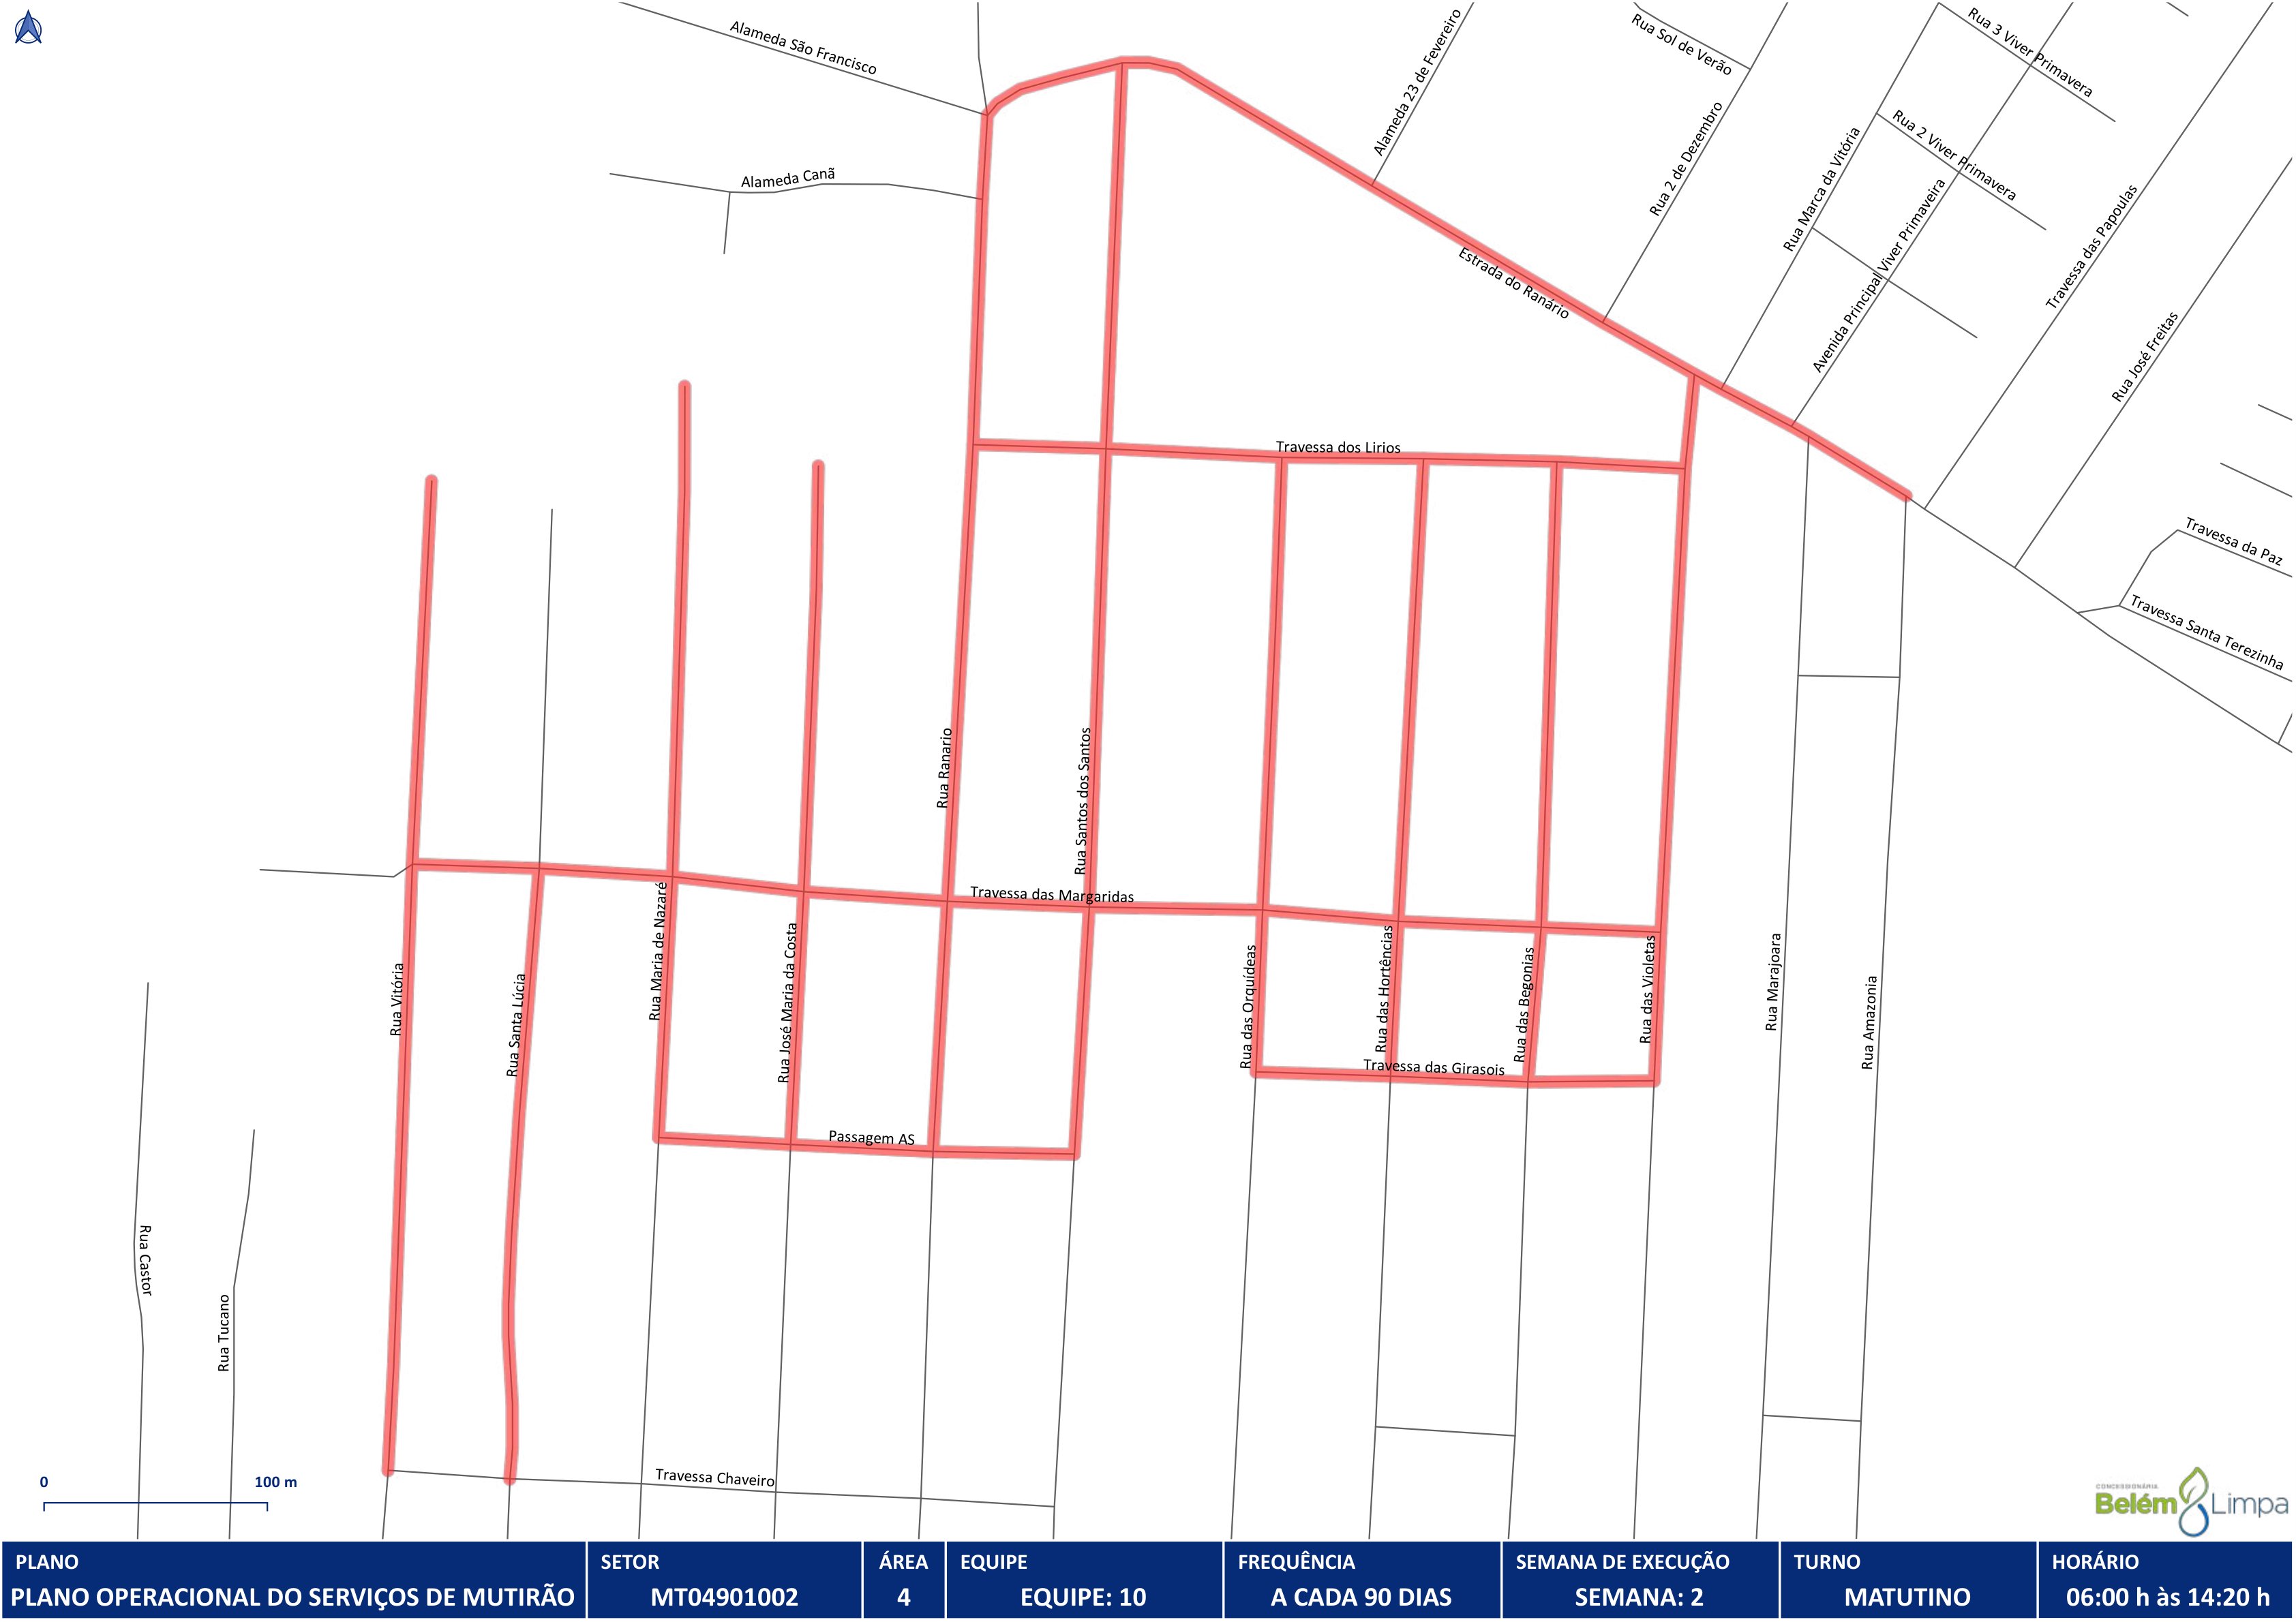 Alameda São Francisco
Alameda 23 de Fevereiro
Rua Sol de Verão
Rua 3 Viver Primavera
Rua 2 Viver Primavera
Rua 2 de Dezembro
Rua Marca da Vitória
Avenida Principal Viver Primaveira
Travessa das Papoulas
Rua José Freitas
Alameda Canã
Estrada do Ranário
Travessa dos Lirios
Travessa da Paz
Travessa Santa Terezinha
Rua Ranario
Rua Santos dos Santos
Travessa das Margaridas
Rua Vitória
Rua Santa Lúcia
Rua Maria de Nazaré
Rua José Maria da Costa
Rua das Orquídeas
Rua das Hortências
Rua das Begonias
Rua das Violetas
Rua Marajoara
Rua Amazonia
Travessa das Girasois
Passagem AS
Rua Castor
Rua Tucano
Travessa Chaveiro
0 100 m
CONCESSIONÁRIA
Belém Limpa
PLANO
PLANO OPERACIONAL DO SERVIÇOS DE MUTIRÃO
SETOR
MT04901002
ÁREA
4
EQUIPE
EQUIPE: 10
FREQUÊNCIA
A CADA 90 DIAS
SEMANA DE EXECUÇÃO
SEMANA: 2
TURNO
MATUTINO
HORÁRIO
06:00 h às 14:20 h